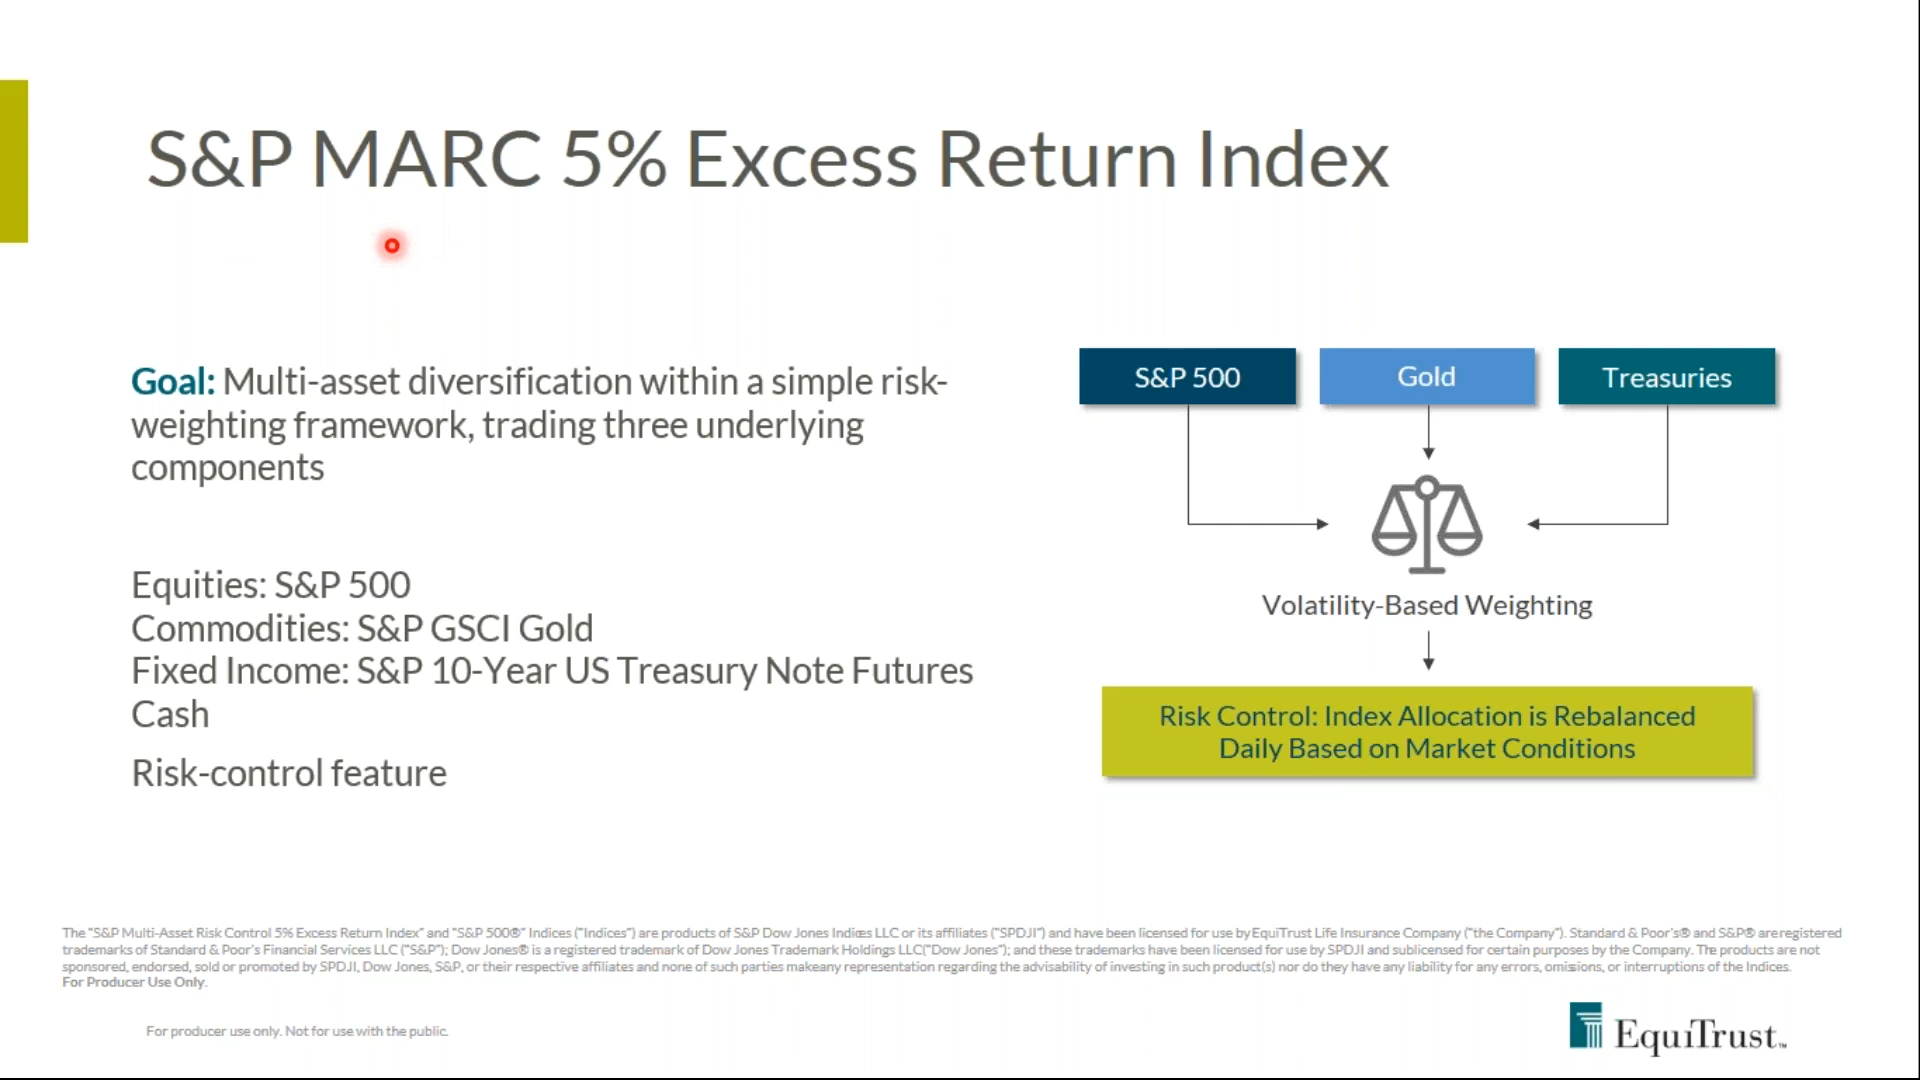 S&P MARC 5% Excess Return Index
Goal: Multi-asset diversification within a simple risk-
weighting framework, trading three underlying
components
Equities: S&P 500
Commodities: S&P GSCI Gold
Fixed Income: S&P 10-Year US Treasury Note Futures
Cash
Risk-control feature
S&P 500
Gold
Treasuries
Volatility-Based Weighting
Risk Control: Index Allocation is Rebalanced
Daily Based on Market Conditions
The "S&P Multi-Asset Risk Control 5% Excess Return Index" and "S&P 500®" Indices ("Indices") are products of S&P Dow Jones Indices LLC or its affiliates ("SPDJI") and have been licensed for use by EquiTrust Life Insurance Company ("the Company"). Standard & Poor's® and S&P® are registered
trademarks of Standard & Poor's Financial Services LLC ("S&P"); Dow Jones® is a registered trademark of Dow Jones Trademark Holdings LLC("Dow Jones"); and these trademarks have been licensed for use by SPDJI and sublicensed for certain purposes by the Company. The products are not
sponsored, endorsed, sold or promoted by SPDJI, Dow Jones, S&P, or their respective affiliates and none of such parties makeany representation regarding the advisability of investing in such product(s) nor do they have any liability for any errors, omissions, or interruptions of the Indices.
For Producer Use Only.
For producer use only. Not for use with the public.
EquiTrust™